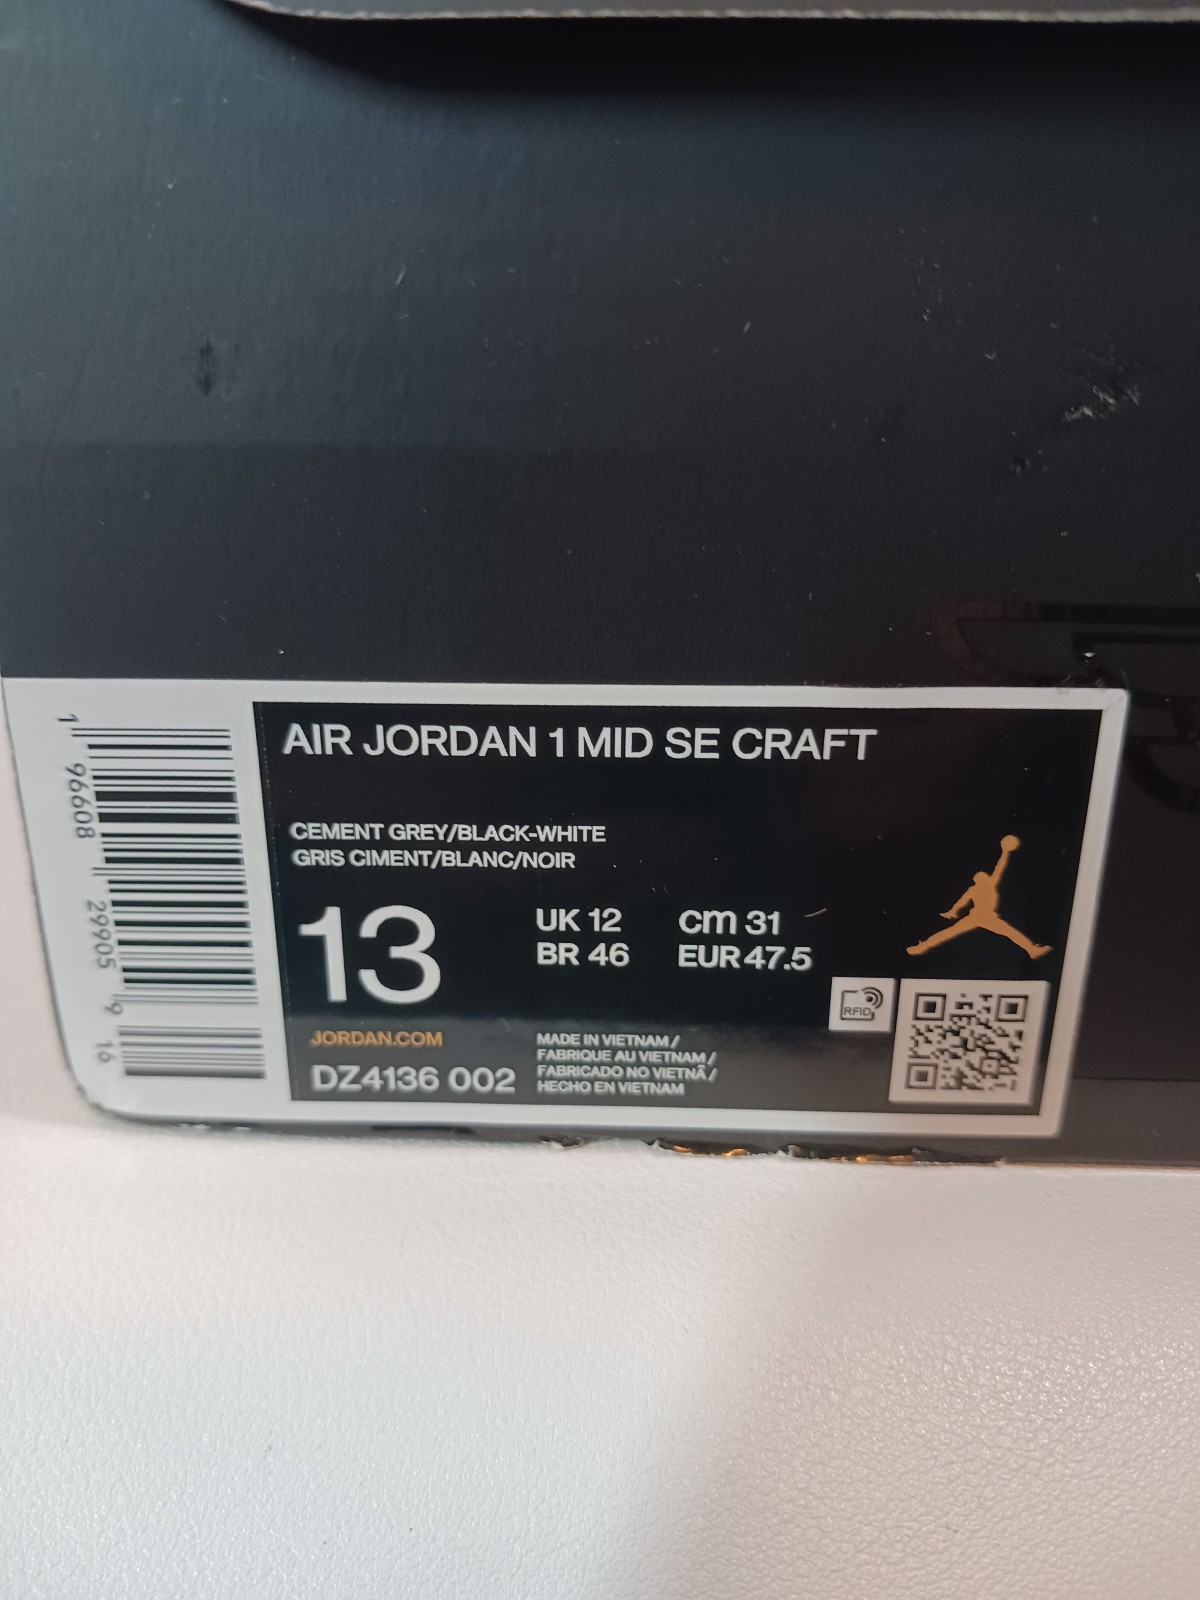 AIR JORDAN 1 MID SE CRAFT
CEMENT GREY/BLACK-WHITE
GRIS CIMENT/BLANC/NOIR
13
UK 12 cm 31
BR 46 EUR 47.5
RFID
JORDAN.COM
DZ4136 002
MADE IN VIETNAM /
FABRIQUE AU VIETNAM /
FABRICADO NO VIETNÃ /
HECHO EN VIETNAM
1 96608 29905 9 16